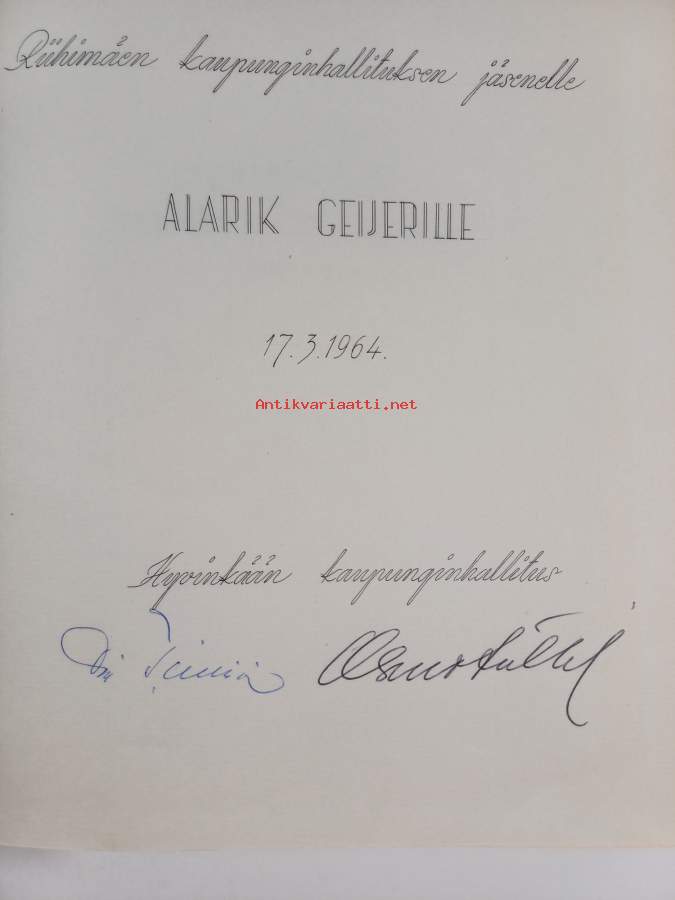 Riihimäen kaupunginhallituksen jäsenelle
ALARIK GEIJERILLE
17.3.1964.
Antikvariaatti.net
Hyvinkään kaupunginhallitus